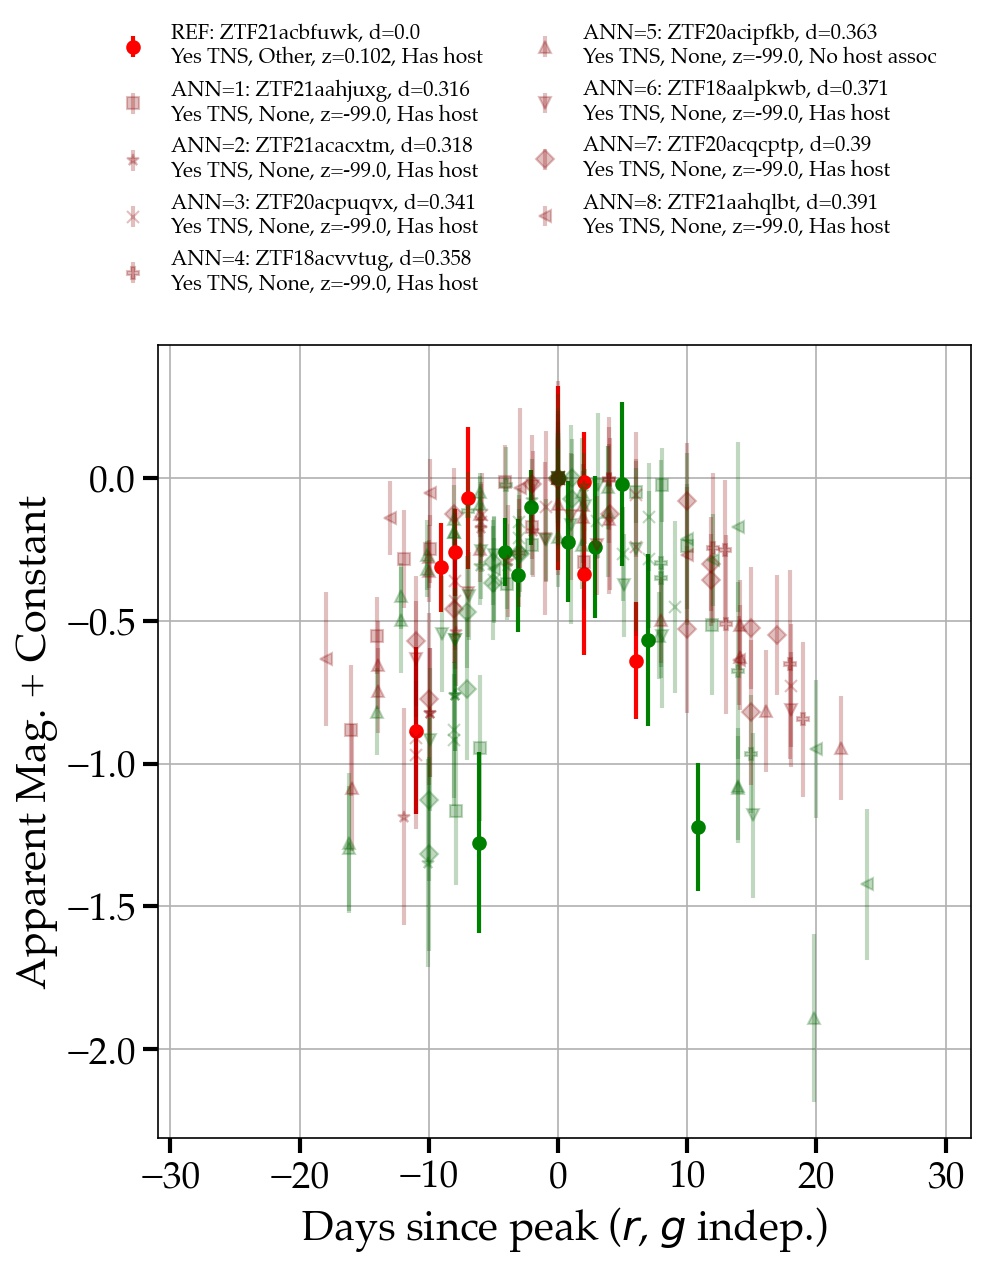 REF: ZTF21acbfuwk, d=0.0
Yes TNS, Other, z=0.102, Has host
ANN=1: ZTF21aahjuxg, d=0.316
Yes TNS, None, z=-99.0, Has host
ANN=2: ZTF21acacxtm, d=0.318
Yes TNS, None, z=-99.0, Has host
ANN=3: ZTF20acpuqvx, d=0.341
Yes TNS, None, z=-99.0, Has host
ANN=4: ZTF18acvvtug, d=0.358
Yes TNS, None, z=-99.0, Has host
ANN=5: ZTF20acipfkb, d=0.363
Yes TNS, None, z=-99.0, No host assoc
ANN=6: ZTF18aalpkwb, d=0.371
Yes TNS, None, z=-99.0, Has host
ANN=7: ZTF20acqcptp, d=0.39
Yes TNS, None, z=-99.0, Has host
ANN=8: ZTF21aahqlbt, d=0.391
Yes TNS, None, z=-99.0, Has host
Apparent Mag. + Constant
0.0
−0.5
−1.0
−1.5
−2.0
−30 −20 −10 0 10 20 30
Days since peak (r, g indep.)